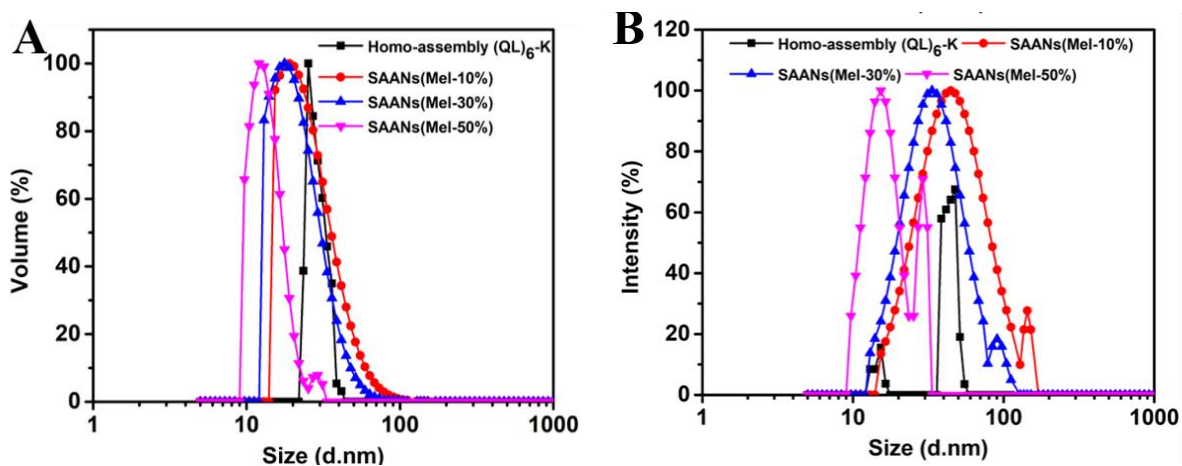 A
Homo-assembly (QL)6-K
SAANs(Mel-10%)
SAANs(Mel-30%)
SAANs(Mel-50%)
100
80
60
40
20
0
Volume (%)
1
10
100
1000
Size (d.nm)
B
Homo-assembly (QL)6-K SAANs(Mel-10%)
SAANs(Mel-30%) SAANs(Mel-50%)
120
100
80
60
40
20
0
Intensity (%)
1
10
100
1000
Size (d.nm)